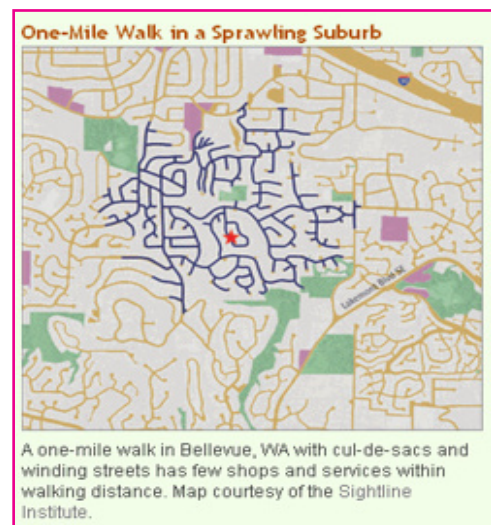 One-Mile Walk in a Sprawling Suburb
Lakemont Blvd SE
A one-mile walk in Bellevue, WA with cul-de-sacs and
winding streets has few shops and services within
walking distance. Map courtesy of the Sightline
Institute.